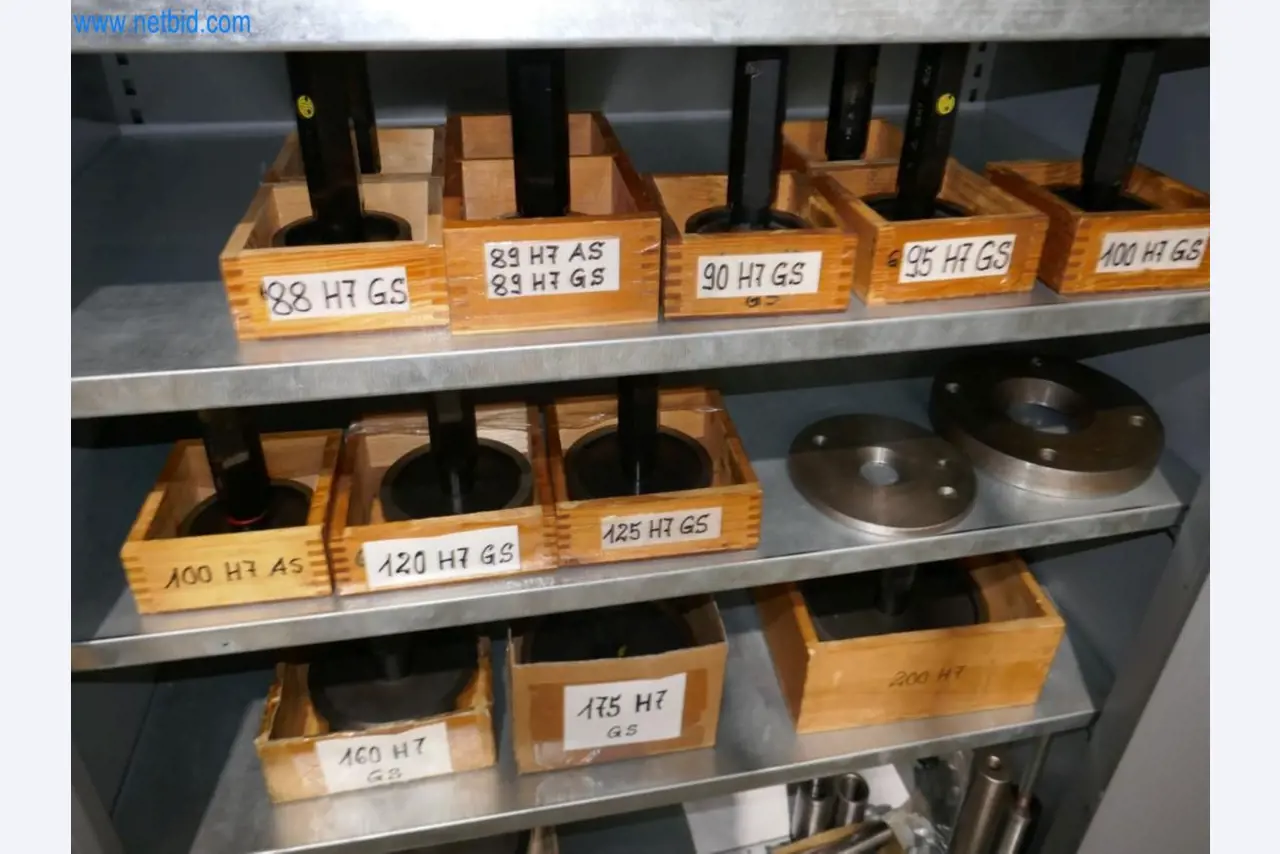 www.netbid.com
88 H7 GS
89 H7 AS
89 H7 GS
90 H7 GS
GS
95 H7 GS
100 H7 GS
100 H7 AS
120 H7 GS
125 H7 GS
160 H7
GS
175 H7
GS
200 H7